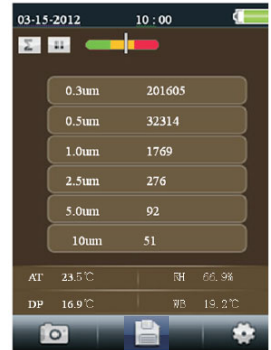 03-15-2012 10:00
Σ
0.3um 201605
0.5um 32314
1.0um 1769
2.5um 276
5.0um 92
10um 51
AT 23.5℃ RH 66.9%
DP 16.9℃ WB 19.2℃